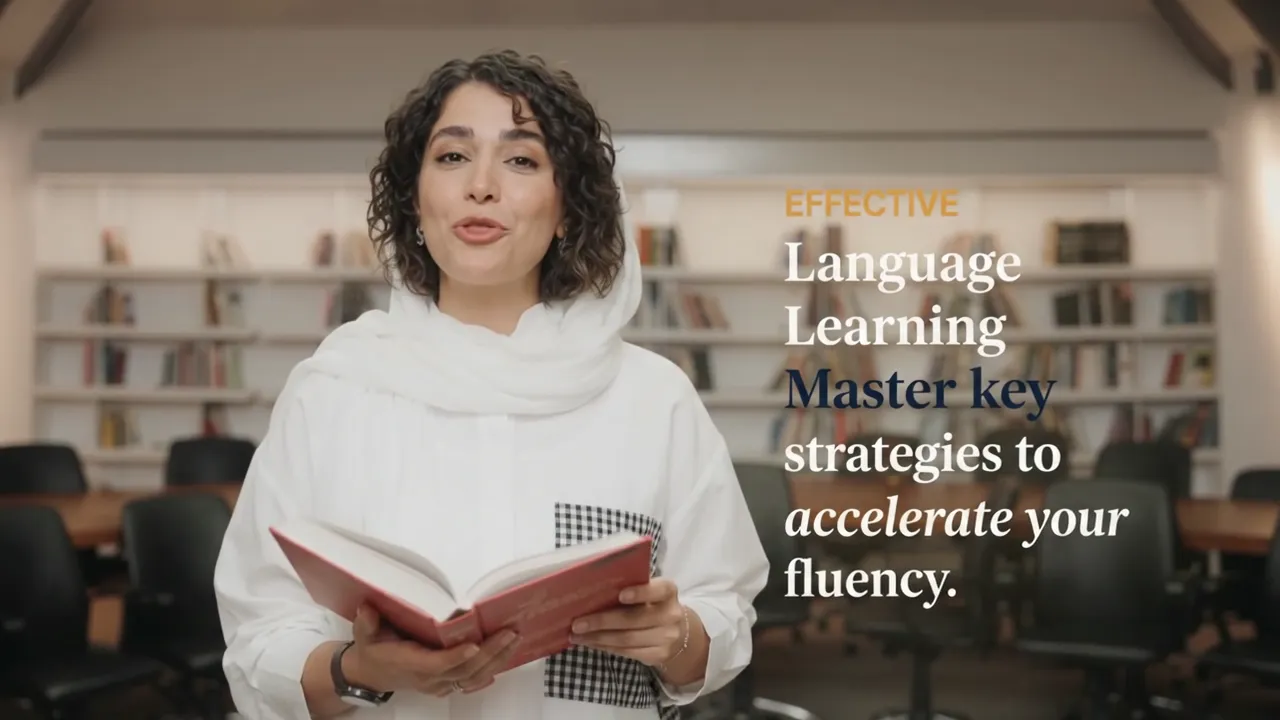 EFFECTIVE
Language
Learning
Master key
strategies to
accelerate your
fluency.